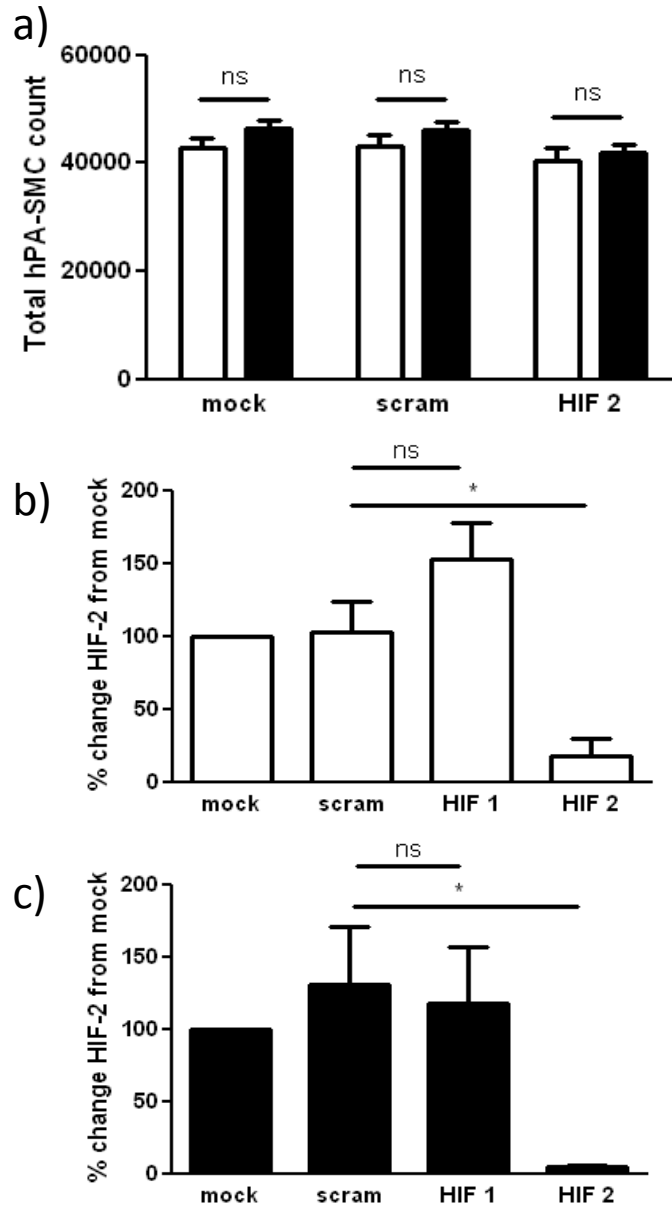 a)
Total hPA-SMC count
60000
40000
20000
0
ns
ns
ns
mock scram HIF 2
b)
% change HIF-2 from mock
200
150
100
50
0
ns
*
mock scram HIF 1 HIF 2
c)
% change HIF-2 from mock
200
150
100
50
0
ns
*
mock scram HIF 1 HIF 2